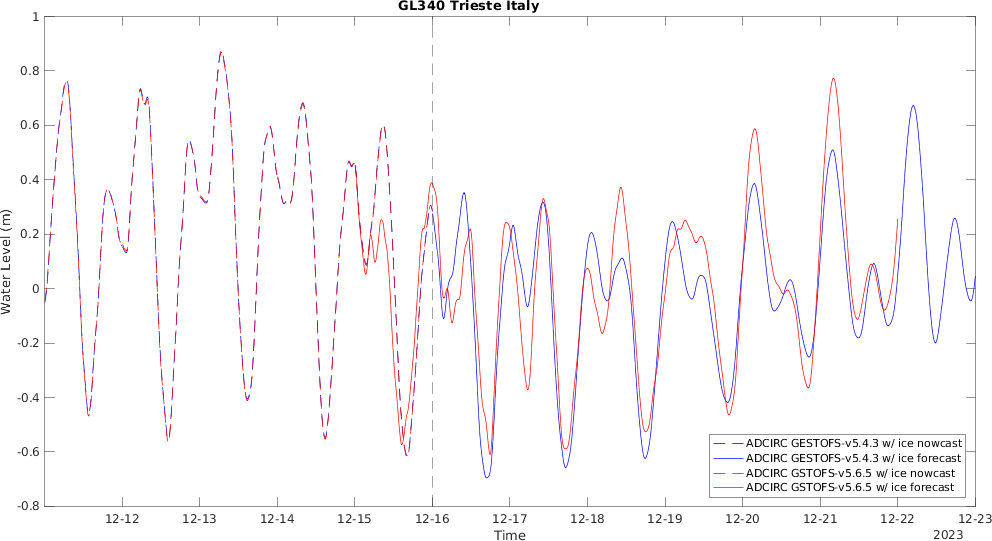 GL340 Trieste Italy
1
0.8
0.6
0.4
0.2
0
-0.2
-0.4
-0.6
-0.8
Water Level (m)
ADCIRC GESTOFS-v5.4.3 w/ ice nowcast
ADCIRC GESTOFS-v5.4.3 w/ ice forecast
ADCIRC GSTOFS-v5.6.5 w/ ice nowcast
ADCIRC GSTOFS-v5.6.5 w/ ice forecast
12-12 12-13 12-14 12-15 12-16 12-17 12-18 12-19 12-20 12-21 12-22 12-23
Time
2023